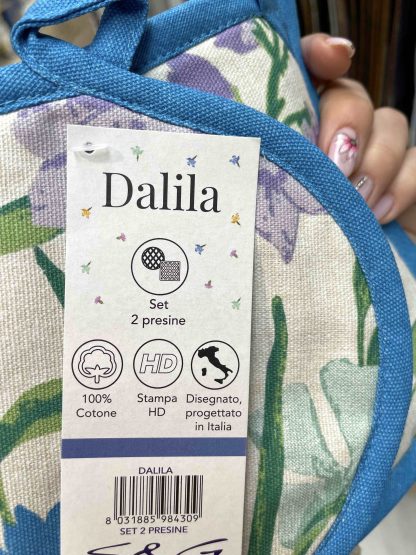 Dalila
Set
2 presine
100%
Cotone
HD
Stampa
HD
Disegnato,
progettato
in Italia
DALILA
8 031885 984309
SET 2 PRESINE